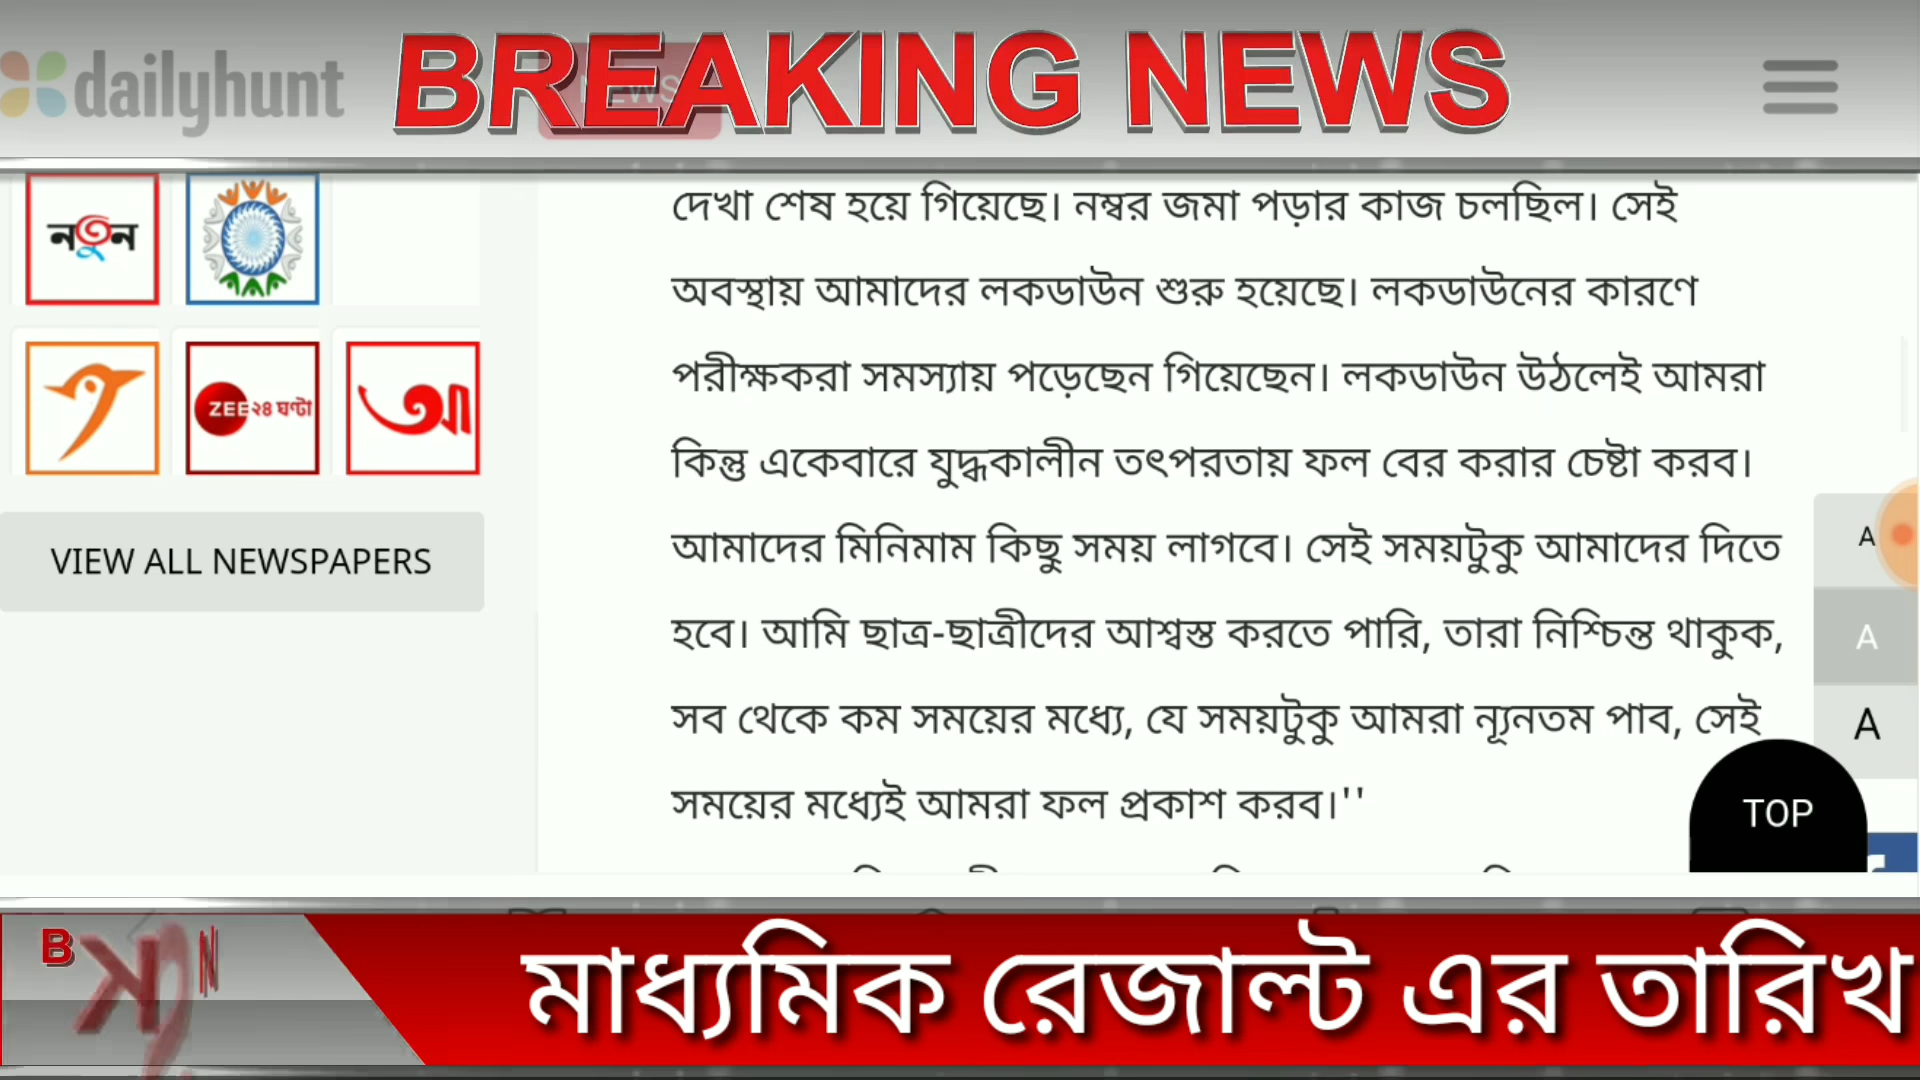 dailyhunt
BREAKING NEWS
NEWS
নতুন
ZEE ২৪ ঘণ্টা
আ
VIEW ALL NEWSPAPERS
দেখা শেষ হয়ে গিয়েছে। নম্বর জমা পড়ার কাজ চলছিল। সেই
অবস্থায় আমাদের লকডাউন শুরু হয়েছে। লকডাউনের কারণে
পরীক্ষকরা সমস্যায় পড়েছেন গিয়েছেন। লকডাউন উঠলেই আমরা
কিন্তু একেবারে যুদ্ধকালীন তৎপরতায় ফল বের করার চেষ্টা করব।
আমাদের মিনিমাম কিছু সময় লাগবে। সেই সময়টুকু আমাদের দিতে
হবে। আমি ছাত্র-ছাত্রীদের আশ্বস্ত করতে পারি, তারা নিশ্চিন্ত থাকুক,
সব থেকে কম সময়ের মধ্যে, যে সময়টুকু আমরা ন্যূনতম পাব, সেই
সময়ের মধ্যেই আমরা ফল প্রকাশ করব।''
A
A
A
TOP
B
N
মাধ্যমিক রেজাল্ট এর তারিখ